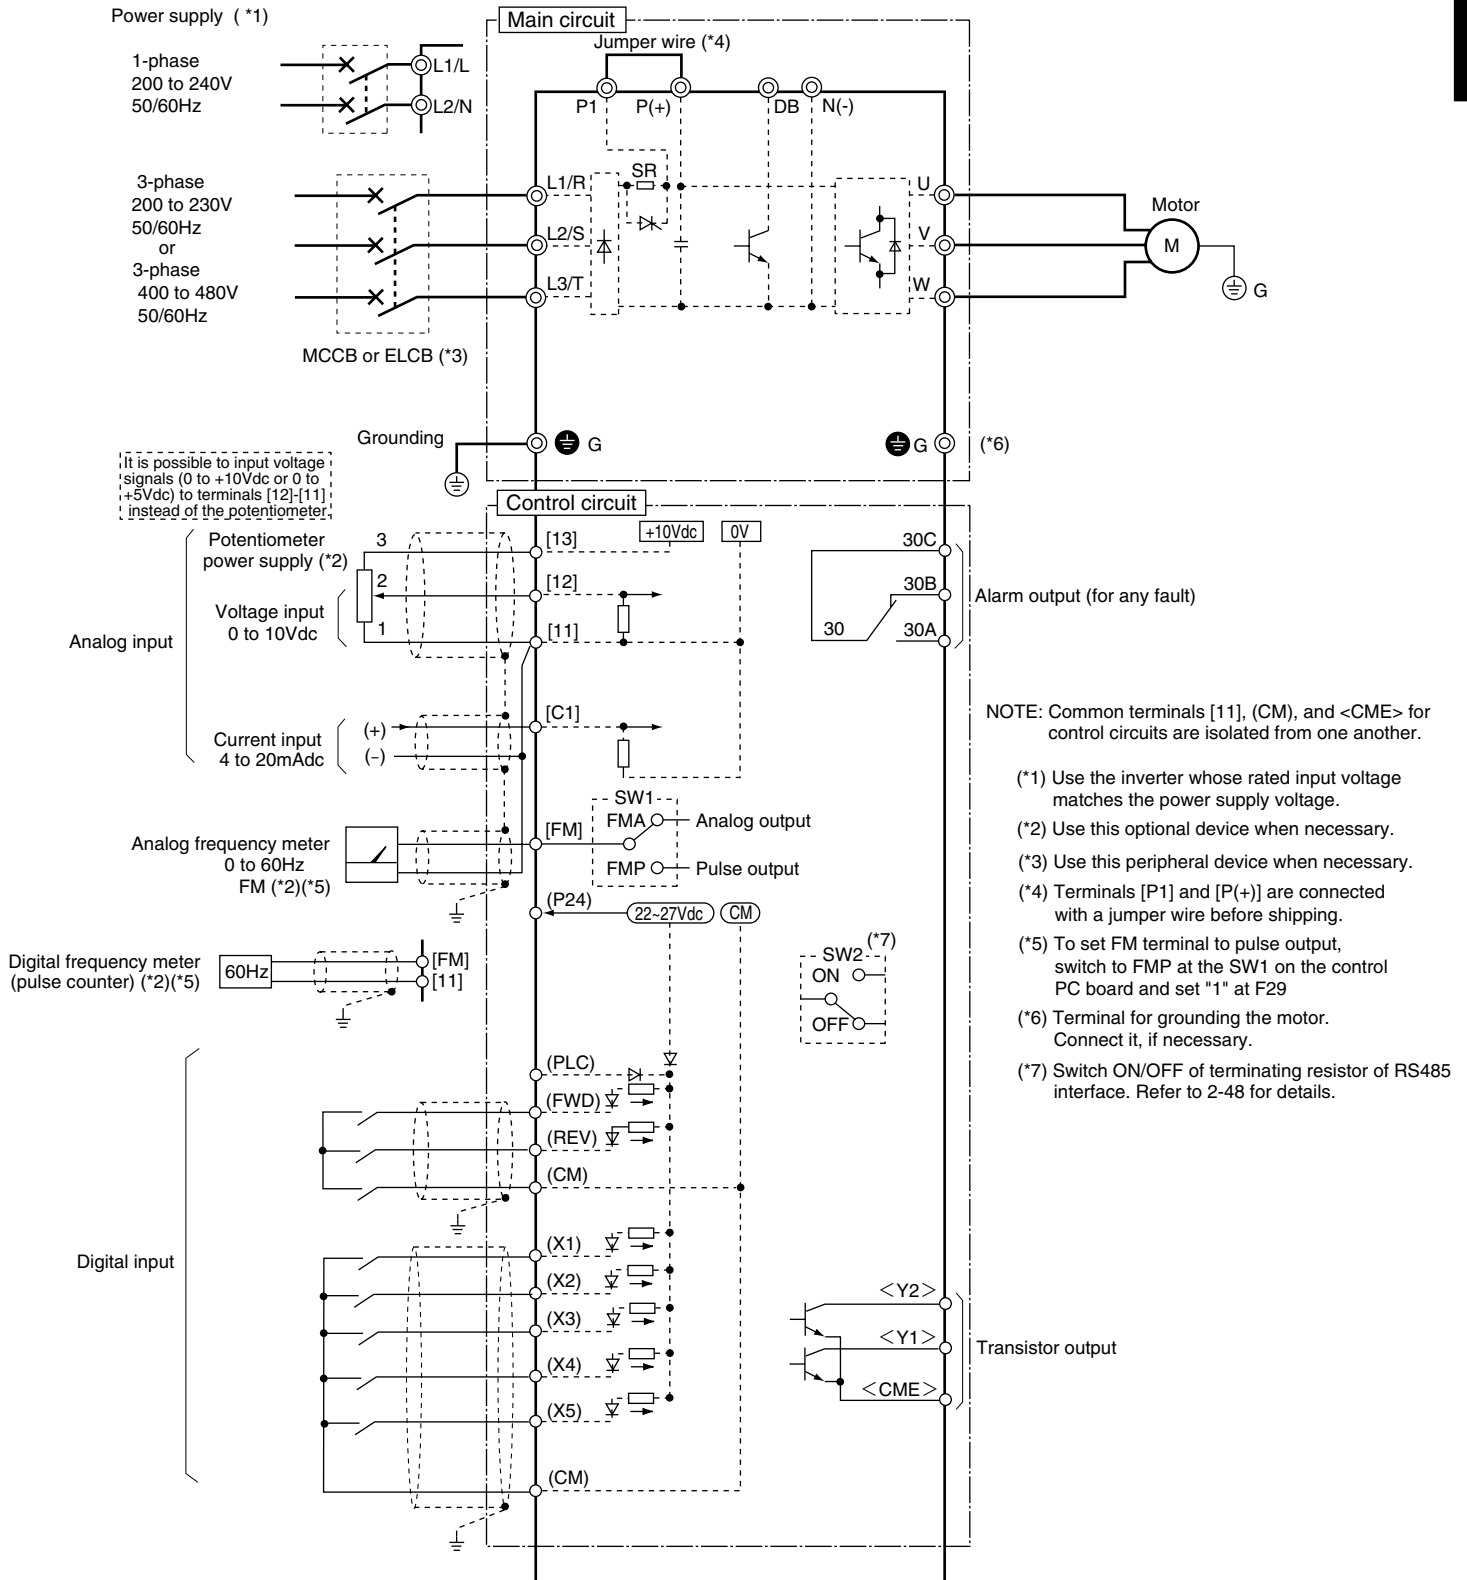 Power supply ( *1)
1-phase
200 to 240V
50/60Hz
L1/L
L2/N
3-phase
200 to 230V
50/60Hz
or
3-phase
400 to 480V
50/60Hz
MCCB or ELCB (*3)
Main circuit
Jumper wire (*4)
P1
P(+)
DB
N(-)
L1/R
L2/S
L3/T
SR
U
V
W
Motor
M
G
Grounding
G
G
(*6)
It is possible to input voltage
signals (0 to +10Vdc or 0 to
+5Vdc) to terminals [12]-[11]
instead of the potentiometer.
Control circuit
Analog input
Potentiometer
power supply (*2)
Voltage input
0 to 10Vdc
3
2
1
[13]
[12]
[11]
+10Vdc
0V
Current input
4 to 20mAdc
(+)
(−)
[C1]
30C
30B
30
30A
Alarm output (for any fault)
Analog frequency meter
0 to 60Hz
FM (*2)(*5)
[FM]
SW1
FMA
Analog output
FMP
Pulse output
(P24)
22~27Vdc
CM
Digital frequency meter
(pulse counter) (*2)(*5)
60Hz
[FM]
[11]
(*7)
SW2
ON
OFF
NOTE: Common terminals [11], (CM), and <CME> for
control circuits are isolated from one another.
(*1) Use the inverter whose rated input voltage
matches the power supply voltage.
(*2) Use this optional device when necessary.
(*3) Use this peripheral device when necessary.
(*4) Terminals [P1] and [P(+)] are connected
with a jumper wire before shipping.
(*5) To set FM terminal to pulse output,
switch to FMP at the SW1 on the control
PC board and set "1" at F29
(*6) Terminal for grounding the motor.
Connect it, if necessary.
(*7) Switch ON/OFF of terminating resistor of RS485
interface. Refer to 2-48 for details.
Digital input
(PLC)
(FWD)
(REV)
(CM)
(X1)
(X2)
(X3)
(X4)
(X5)
(CM)
<Y2>
<Y1>
<CME>
Transistor output